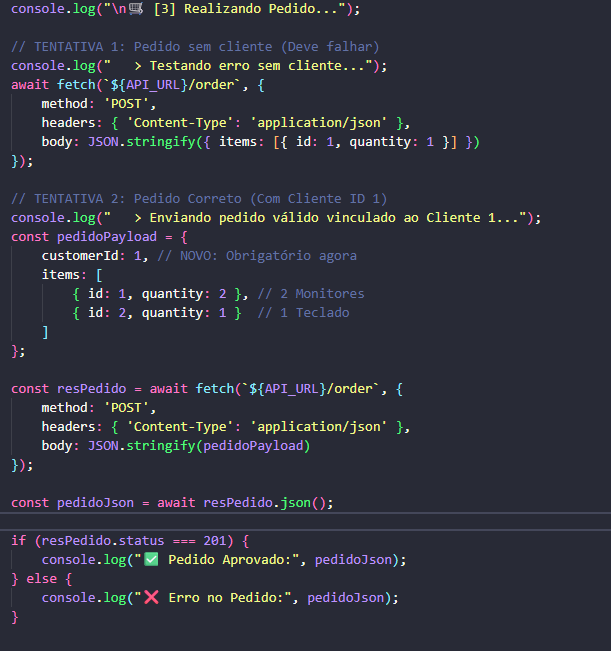 console.log("\n🛒 [3] Realizando Pedido...");
// TENTATIVA 1: Pedido sem cliente (Deve falhar)
console.log("   > Testando erro sem cliente...");
await fetch(`${API_URL}/order`, {
    method: 'POST',
    headers: { 'Content-Type': 'application/json' },
    body: JSON.stringify({ items: [{ id: 1, quantity: 1 }] })
});
// TENTATIVA 2: Pedido Correto (Com Cliente ID 1)
console.log("   > Enviando pedido válido vinculado ao Cliente 1...");
const pedidoPayload = {
    customerId: 1, // NOVO: Obrigatório agora
    items: [
        { id: 1, quantity: 2 }, // 2 Monitores
        { id: 2, quantity: 1 }  // 1 Teclado
    ]
};
const resPedido = await fetch(`${API_URL}/order`, {
    method: 'POST',
    headers: { 'Content-Type': 'application/json' },
    body: JSON.stringify(pedidoPayload)
});
const pedidoJson = await resPedido.json();
if (resPedido.status === 201) {
    console.log("✅ Pedido Aprovado:", pedidoJson);
} else {
    console.log("❌ Erro no Pedido:", pedidoJson);
}